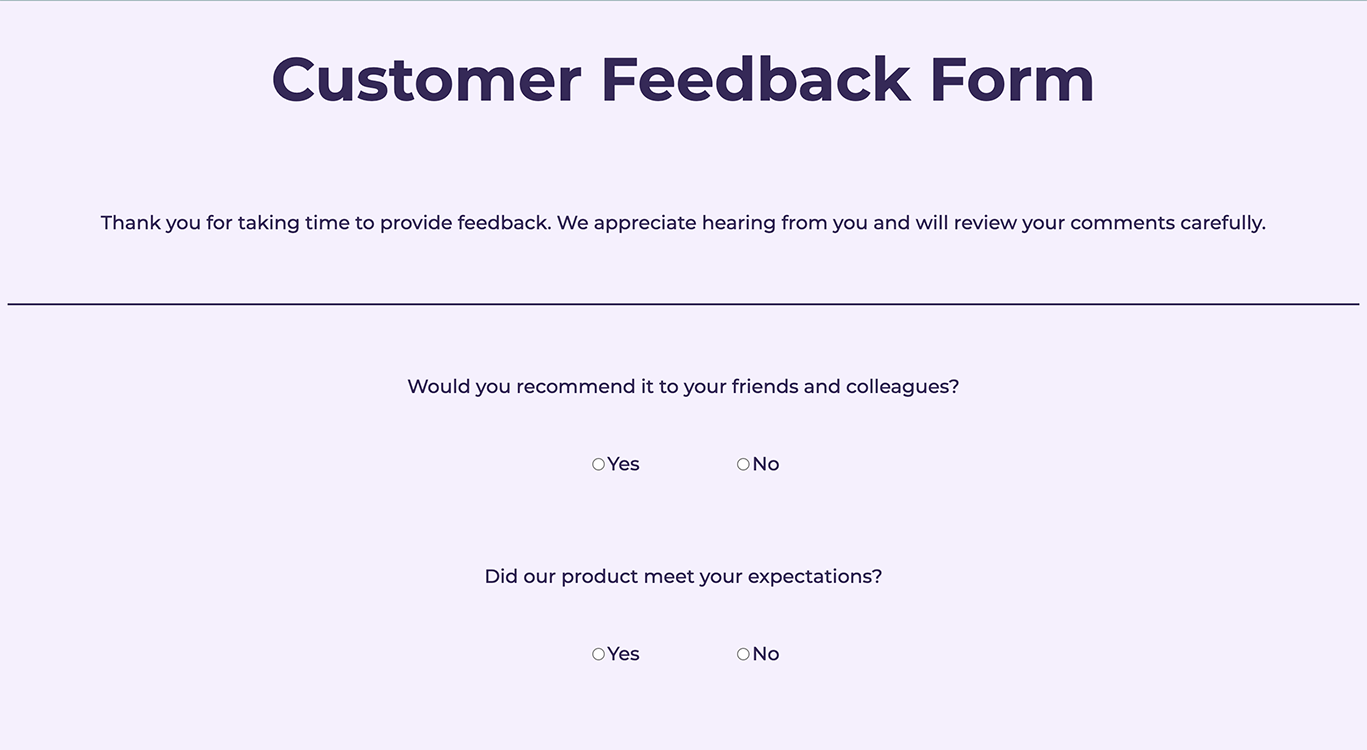 Customer Feedback Form
Thank you for taking time to provide feedback. We appreciate hearing from you and will review your comments carefully.
Would you recommend it to your friends and colleagues?
Yes No
Did our product meet your expectations?
Yes No